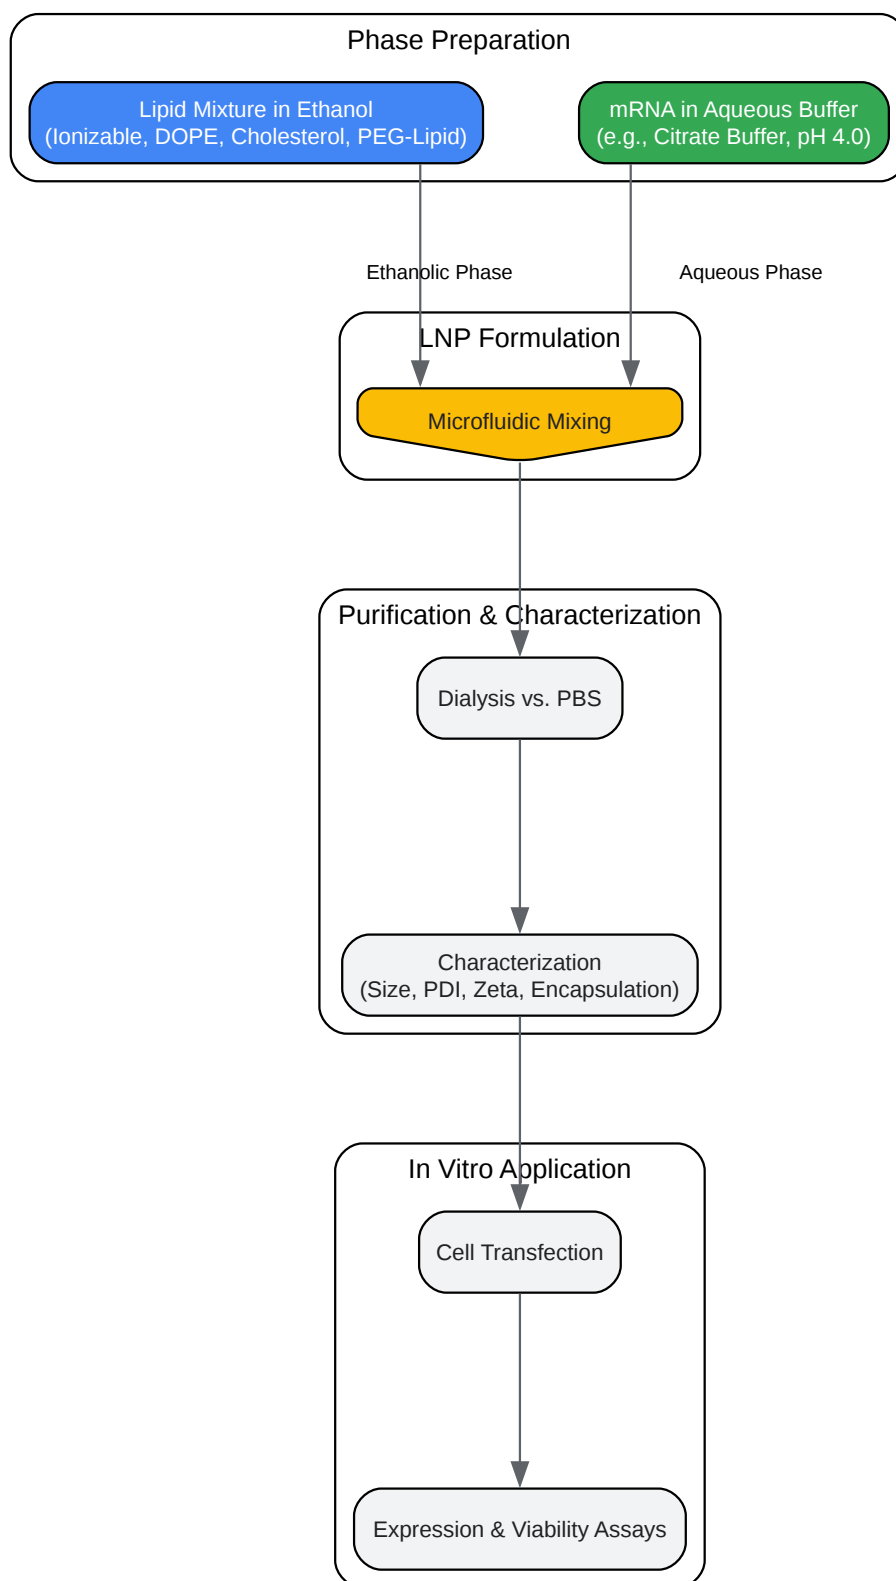 Phase Preparation
Lipid Mixture in Ethanol
(Ionizable, DOPE, Cholesterol, PEG-Lipid)
mRNA in Aqueous Buffer
(e.g., Citrate Buffer, pH 4.0)
Ethanolic Phase
Aqueous Phase
LNP Formulation
Microfluidic Mixing
Purification & Characterization
Dialysis vs. PBS
Characterization
(Size, PDI, Zeta, Encapsulation)
In Vitro Application
Cell Transfection
Expression & Viability Assays